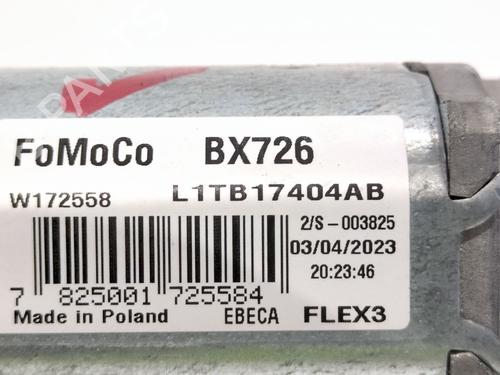 PARTS
FoMoCo BX726
W172558 L1TB17404AB
2/S-003825
03/04/2023
20:23:46
7 825001 725584
Made in Poland EBECA FLEX3